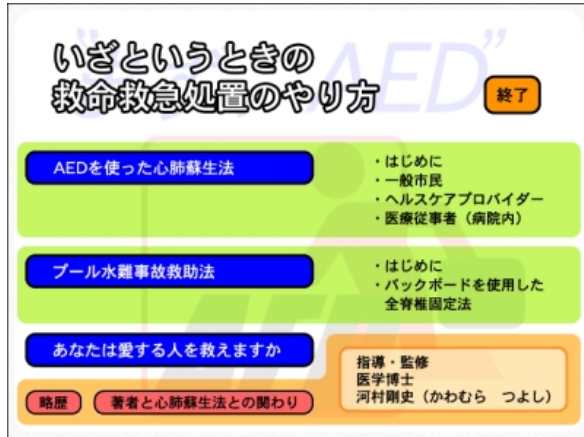 いざというときの
救命救急処置のやり方
終了
AEDを使った心肺蘇生法
・はじめに
・一般市民
・ヘルスケアプロバイダー
・医療従事者（病院内）
プール水難事故救助法
・はじめに
・バックボードを使用した
全脊椎固定法
あなたは愛する人を救えますか
指導・監修
医学博士
河村剛史（かわむら　つよし）
略歴
著者と心肺蘇生法との関わり
AED”